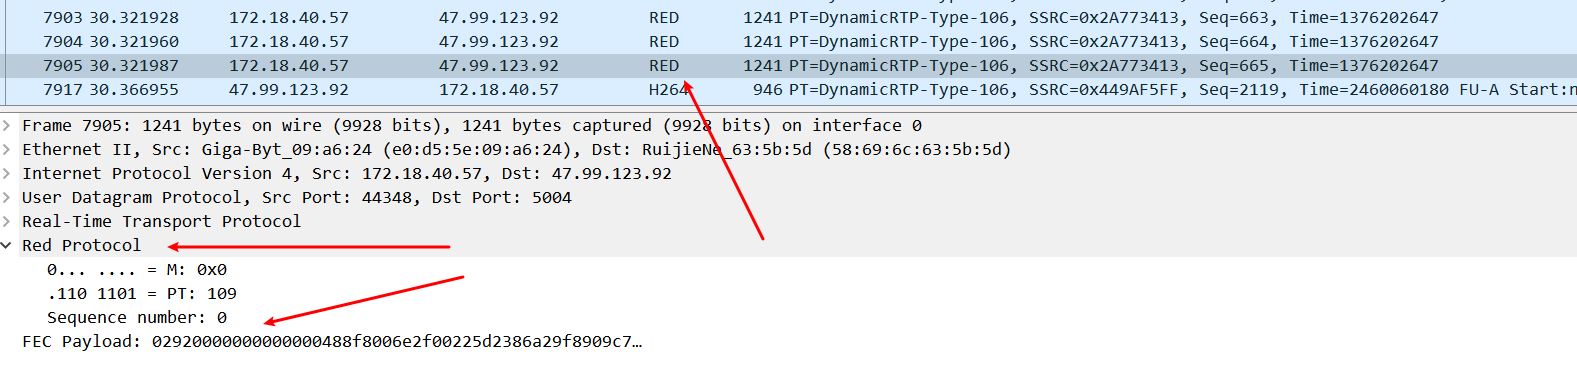 7903 30.321928 172.18.40.57 47.99.123.92 RED 1241 PT=DynamicRTP-Type-106, SSRC=0x2A773413, Seq=663, Time=1376202647
7904 30.321960 172.18.40.57 47.99.123.92 RED 1241 PT=DynamicRTP-Type-106, SSRC=0x2A773413, Seq=664, Time=1376202647
7905 30.321987 172.18.40.57 47.99.123.92 RED 1241 PT=DynamicRTP-Type-106, SSRC=0x2A773413, Seq=665, Time=1376202647
7917 30.366955 47.99.123.92 172.18.40.57 H264 946 PT=DynamicRTP-Type-106, SSRC=0x449AF5FF, Seq=2119, Time=2460060180 FU-A Start:n
Frame 7905: 1241 bytes on wire (9928 bits), 1241 bytes captured (9928 bits) on interface 0
Ethernet II, Src: Giga-Byt_09:a6:24 (e0:d5:5e:09:a6:24), Dst: RuijieNe_63:5b:5d (58:69:6c:63:5b:5d)
Internet Protocol Version 4, Src: 172.18.40.57, Dst: 47.99.123.92
User Datagram Protocol, Src Port: 44348, Dst Port: 5004
Real-Time Transport Protocol
Red Protocol
0... .... = M: 0x0
.110 1101 = PT: 109
Sequence number: 0
FEC Payload: 02920000000000000488f8006e2f00225d2386a29f8909c7…